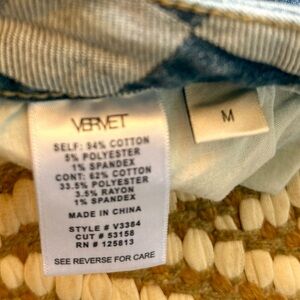 VERVET
SELF: 94% COTTON
5% POLYESTER
1% SPANDEX
CONT: 62% COTTON
33.5% POLYESTER
3.5% RAYON
1% SPANDEX
MADE IN CHINA
STYLE # V3384
CUT # 53158
RN # 125813
SEE REVERSE FOR CARE
M